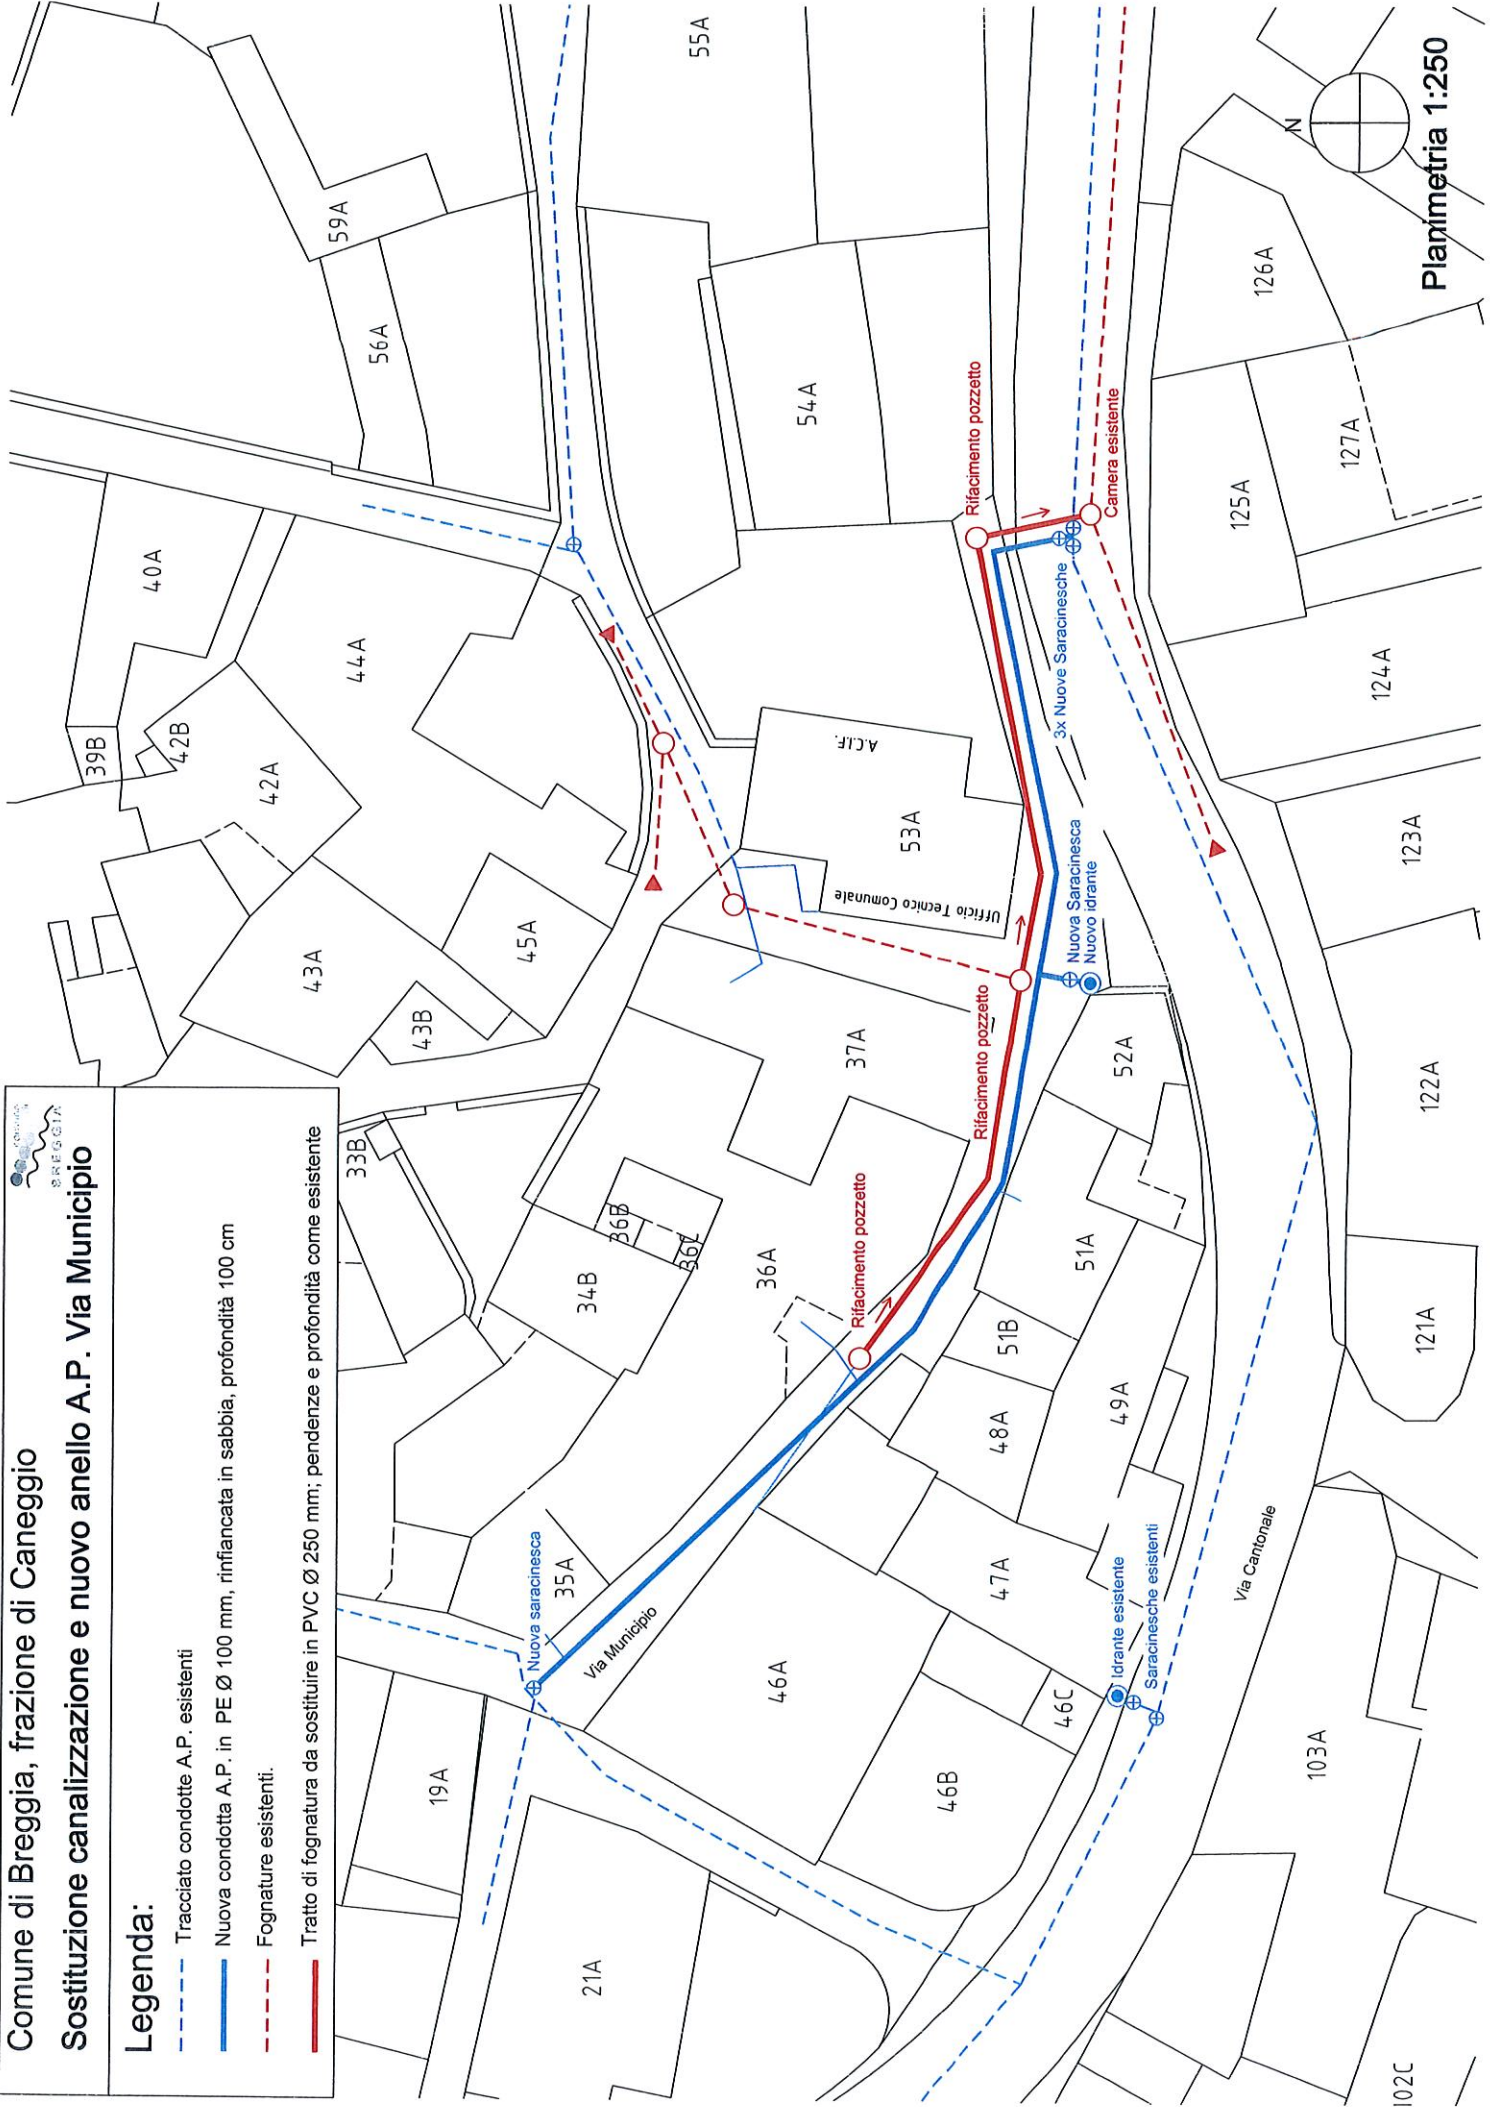 Comune di Breggia, frazione di Caneggio
Sostituzione canalizzazione e nuovo anello A.P. Via Municipio
BREGGIA
Legenda:
Tracciato condotte A.P. esistenti
Nuova condotta A.P. in PE Ø 100 mm, rinfiancata in sabbia, profondità 100 cm
Fognature esistenti.
Tratto di fognatura da sostituire in PVC Ø 250 mm; pendenze e profondità come esistente
33B
43A
43B
45A
39B
42B
42A
40A
44A
56A
59A
55A
54A
19A
21A
35A
34B
36B
36C
36A
37A
53A
A.C.I.F.
Ufficio Tecnico Comunale
Nuova saracinesca
Via Municipio
Rifacimento pozzetto
Rifacimento pozzetto
Rifacimento pozzetto
Camera esistente
3x Nuove Saracinesche
Nuova Saracinesca
Nuovo idrante
46A
46B
46C
47A
48A
49A
51B
51A
52A
Idrante esistente
Saracinesche esistenti
Via Cantonale
102C
103A
121A
122A
123A
124A
125A
127A
126A
N
Planimetria 1:250